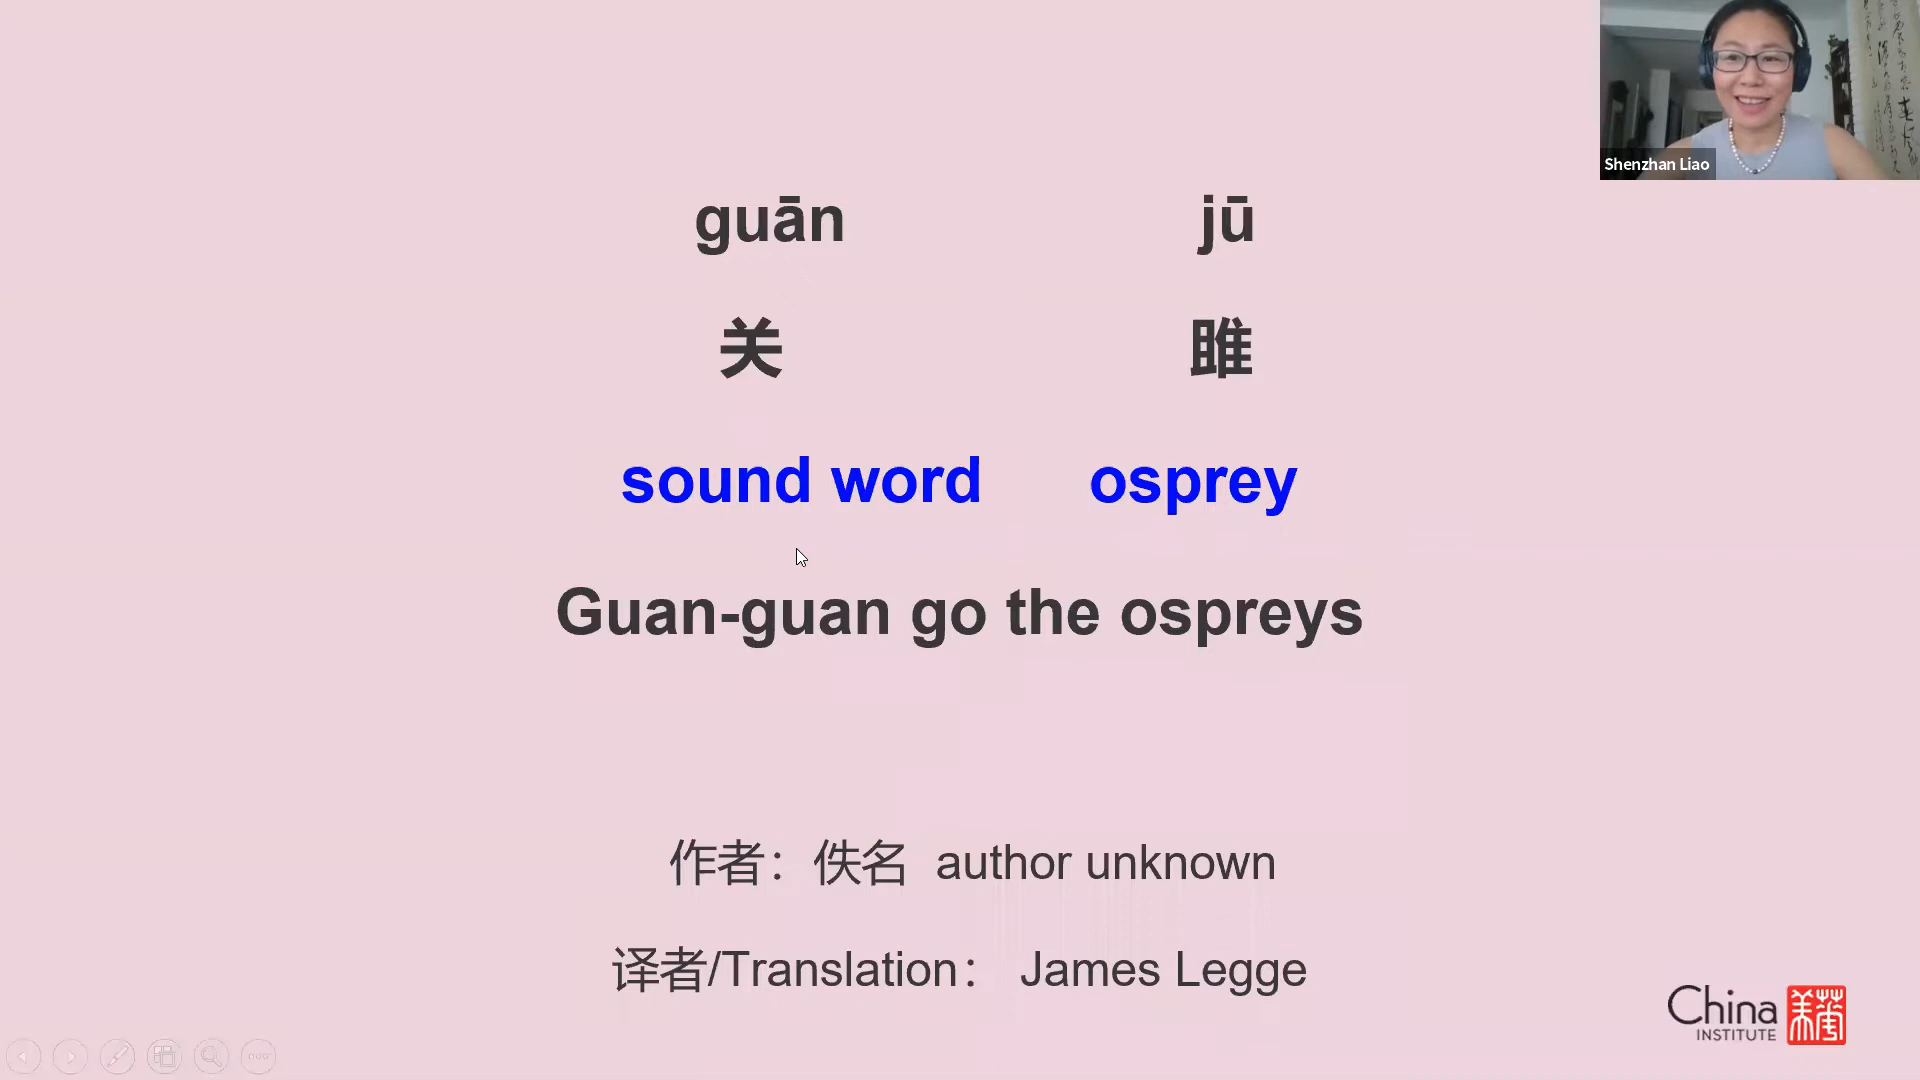 Shenzhan Liao
guān jū
关 雎
sound word osprey
Guan-guan go the ospreys
作者：佚名 author unknown
译者/Translation： James Legge
China
INSTITUTE